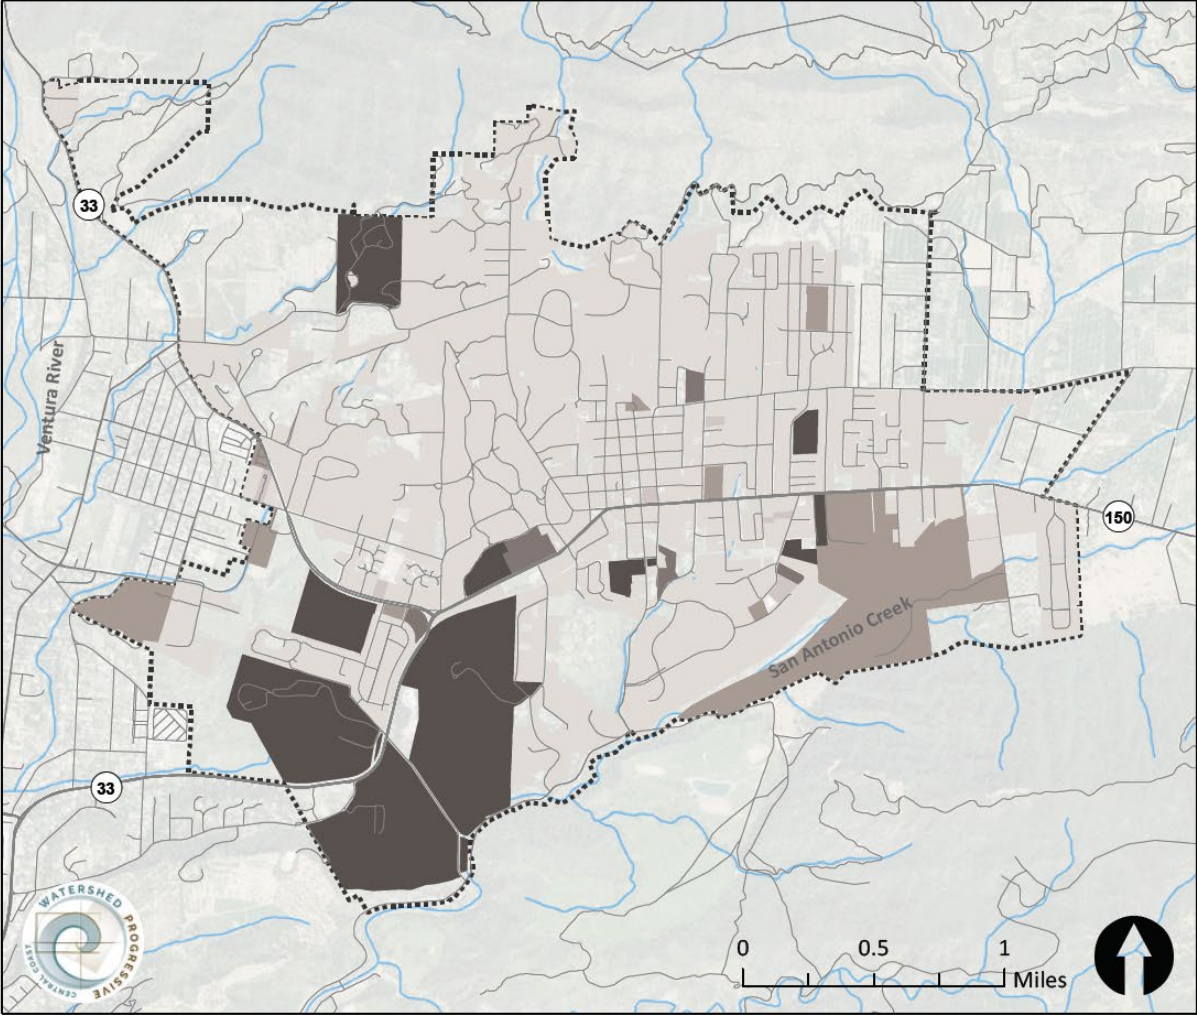 33
Ventura River
150
San Antonio Creek
33
WATERSHED
PROGRESSIVE
CENTRAL COAST
0 0.5 1
Miles